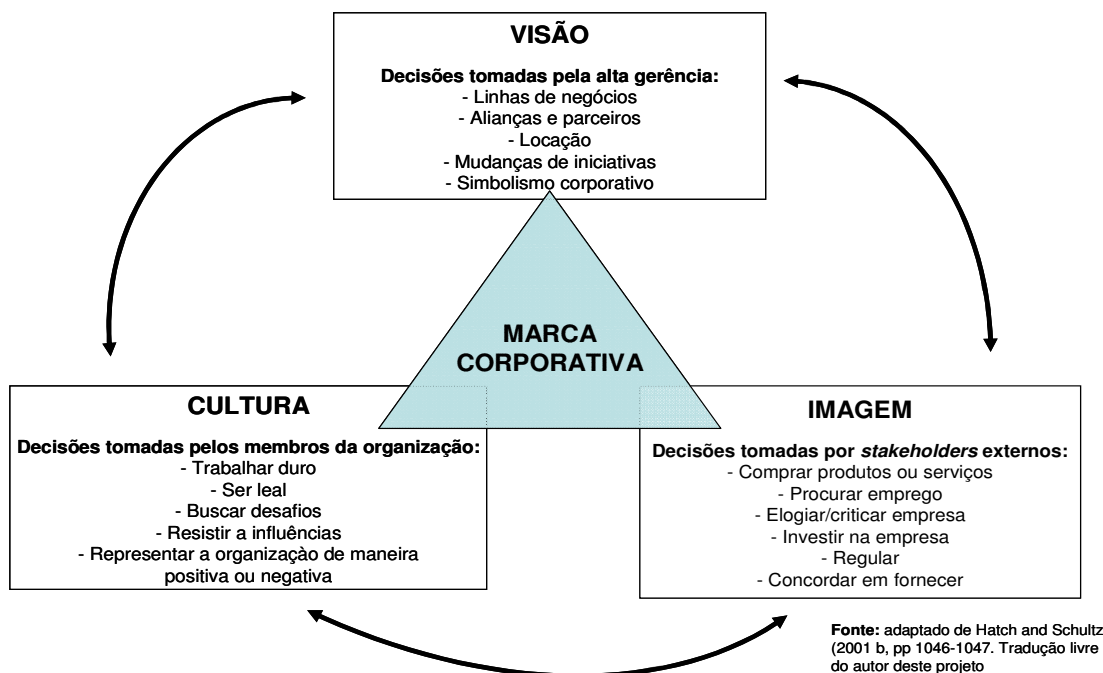 VISÃO
Decisões tomadas pela alta gerência:
- Linhas de negócios
- Alianças e parceiros
- Locação
- Mudanças de iniciativas
- Simbolismo corporativo
MARCA
CORPORATIVA
CULTURA
Decisões tomadas pelos membros da organização:
- Trabalhar duro
- Ser leal
- Buscar desafios
- Resistir a influências
- Representar a organizaçào de maneira
positiva ou negativa
IMAGEM
Decisões tomadas por stakeholders externos:
- Comprar produtos ou serviços
- Procurar emprego
- Elogiar/criticar empresa
- Investir na empresa
- Regular
- Concordar em fornecer
Fonte: adaptado de Hatch and Schultz
(2001 b, pp 1046-1047. Tradução livre
do autor deste projeto